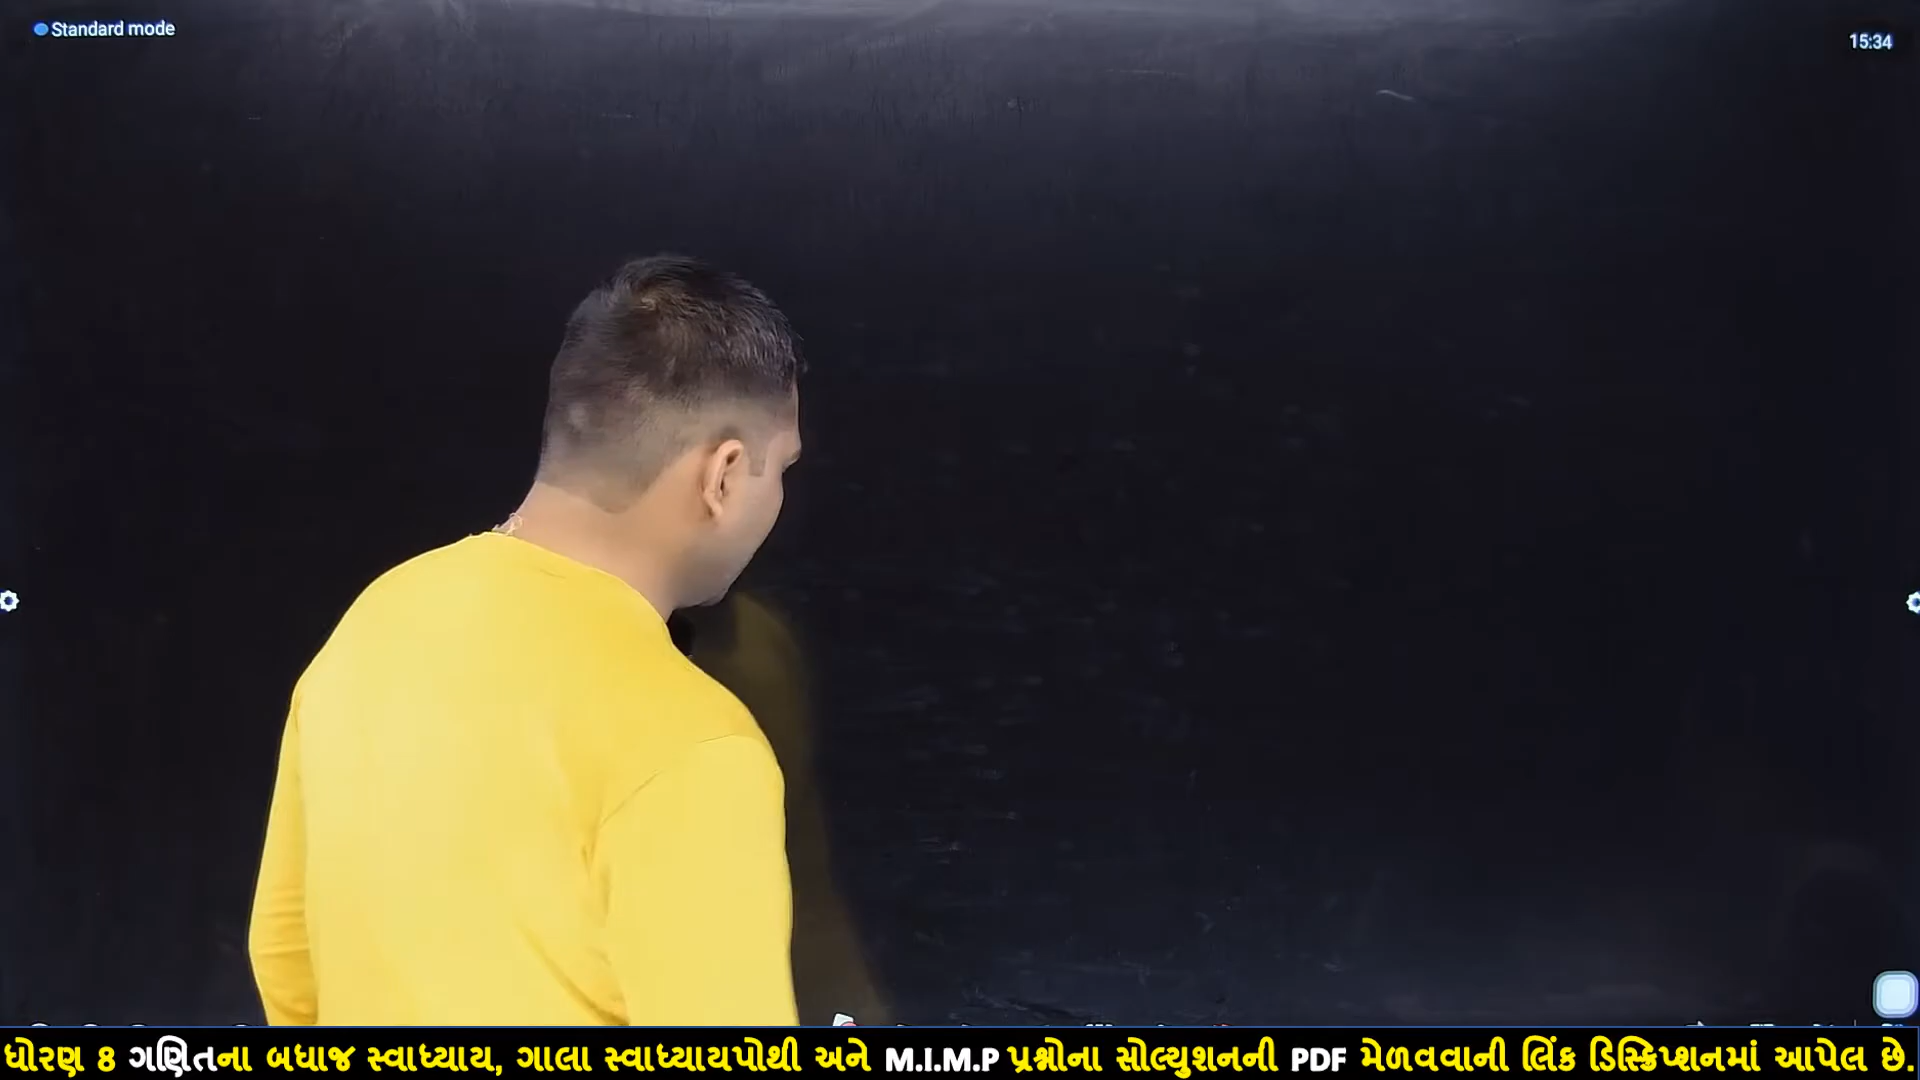 Standard mode
15:34
ધોરણ 8 ગણિતના બધાજ સ્વાધ્યાય, ગાલા સ્વાધ્યાયપોથી અને M.I.M.P પ્રશ્નોના સોલ્યુશનની PDF મેળવવાની લિંક ડિસ્ક્રિપ્શનમાં આપેલ છે.